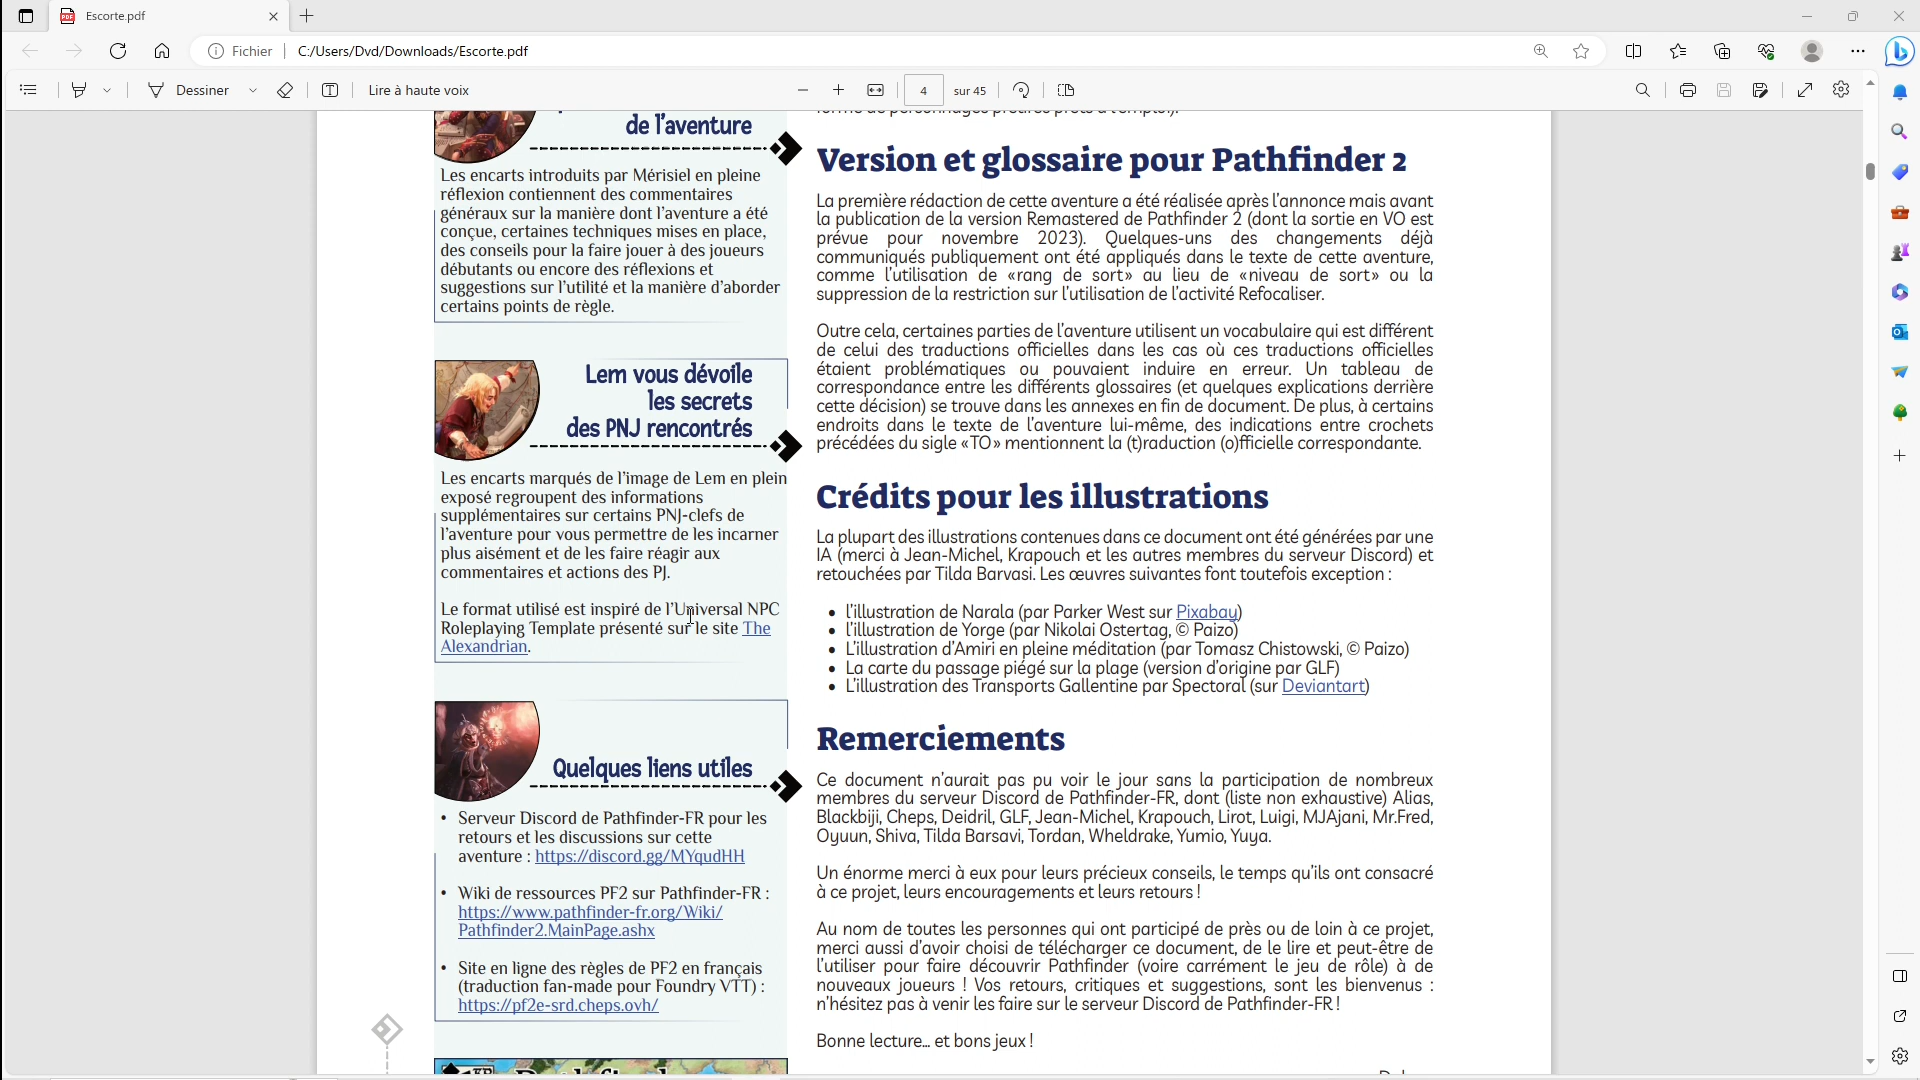 Escorte.pdf
Fichier
C:/Users/Dvd/Downloads/Escorte.pdf
Dessiner
Lire à haute voix
4
sur 45
de l'aventure
Les encarts introduits par Mérisiel en pleine
réflexion contiennent des commentaires
généraux sur la manière dont l'aventure a été
conçue, certaines techniques mises en place,
des conseils pour la faire jouer à des joueurs
débutants ou encore des réflexions et
suggestions sur l'utilité et la manière d'aborder
certains points de règle.
Lem vous dévoile
les secrets
des PNJ rencontrés
Les encarts marqués de l'image de Lem en plein
exposé regroupent des informations
supplémentaires sur certains PNJ-clefs de
l'aventure pour vous permettre de les incarner
plus aisément et de les faire réagir aux
commentaires et actions des PJ.
Le format utilisé est inspiré de l'Universal NPC
Roleplaying Template présenté sur le site The
Alexandrian.
Quelques liens utiles
• Serveur Discord de Pathfinder-FR pour les
retours et les discussions sur cette
aventure : https://discord.gg/MYqudHH
• Wiki de ressources PF2 sur Pathfinder-FR :
https://www.pathfinder-fr.org/Wiki/
Pathfinder2.MainPage.ashx
• Site en ligne des règles de PF2 en français
(traduction fan-made pour Foundry VTT) :
https://pf2e-srd.cheps.ovh/
Version et glossaire pour Pathfinder 2
La première rédaction de cette aventure a été réalisée après l'annonce mais avant
la publication de la version Remastered de Pathfinder 2 (dont la sortie en VO est
prévue pour novembre 2023). Quelques-uns des changements déjà
communiqués publiquement ont été appliqués dans le texte de cette aventure,
comme l'utilisation de «rang de sort» au lieu de «niveau de sort» ou la
suppression de la restriction sur l'utilisation de l'activité Refocaliser.
Outre cela, certaines parties de l'aventure utilisent un vocabulaire qui est différent
de celui des traductions officielles dans les cas où ces traductions officielles
étaient problématiques ou pouvaient induire en erreur. Un tableau de
correspondance entre les différents glossaires (et quelques explications derrière
cette décision) se trouve dans les annexes en fin de document. De plus, à certains
endroits dans le texte de l'aventure lui-même, des indications entre crochets
précédées du sigle «TO» mentionnent la (t)raduction (o)fficielle correspondante.
Crédits pour les illustrations
La plupart des illustrations contenues dans ce document ont été générées par une
IA (merci à Jean-Michel, Krapouch et les autres membres du serveur Discord) et
retouchées par Tilda Barvasi. Les œuvres suivantes font toutefois exception :
• l'illustration de Narala (par Parker West sur Pixabay)
• l'illustration de Yorge (par Nikolai Ostertag, © Paizo)
• L'illustration d'Amiri en pleine méditation (par Tomasz Chistowski, © Paizo)
• La carte du passage piégé sur la plage (version d'origine par GLF)
• L'illustration des Transports Gallentine par Spectoral (sur Deviantart)
Remerciements
Ce document n'aurait pas pu voir le jour sans la participation de nombreux
membres du serveur Discord de Pathfinder-FR, dont (liste non exhaustive) Alias,
Blackbiji, Cheps, Deidril, GLF, Jean-Michel, Krapouch, Lirot, Luigi, MJAjani, Mr.Fred,
Oyuun, Shiva, Tilda Barsavi, Tordan, Wheldrake, Yumio, Yuya.
Un énorme merci à eux pour leurs précieux conseils, le temps qu'ils ont consacré
à ce projet, leurs encouragements et leurs retours !
Au nom de toutes les personnes qui ont participé de près ou de loin à ce projet,
merci aussi d'avoir choisi de télécharger ce document, de le lire et peut-être de
l'utiliser pour faire découvrir Pathfinder (voire carrément le jeu de rôle) à de
nouveaux joueurs ! Vos retours, critiques et suggestions, sont les bienvenus :
n'hésitez pas à venir les faire sur le serveur Discord de Pathfinder-FR !
Bonne lecture... et bons jeux !